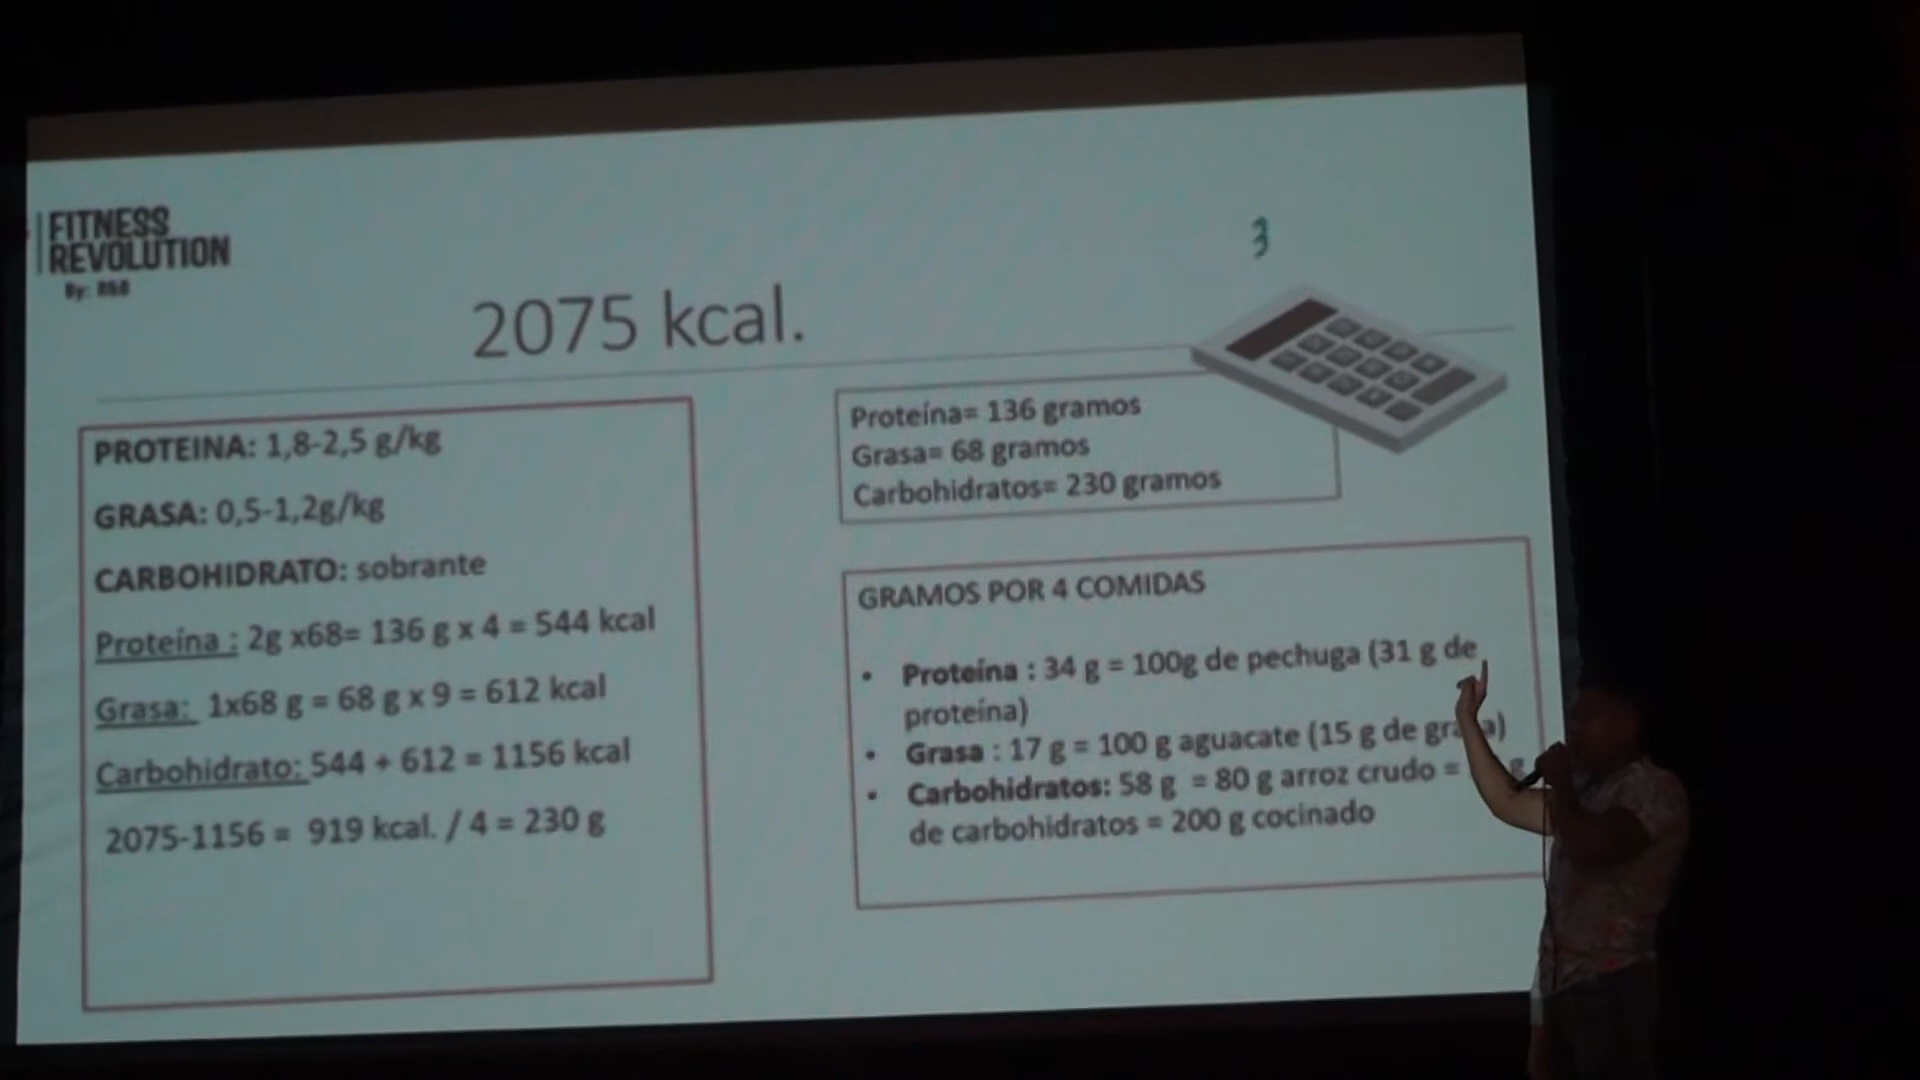 FITNESS
REVOLUTION
By: R&B
3
2075 kcal.
PROTEINA: 1,8-2,5 g/kg
GRASA: 0,5-1,2g/kg
CARBOHIDRATO: sobrante
Proteína : 2g x68= 136 g x 4 = 544 kcal
Grasa: 1x68 g = 68 g x 9 = 612 kcal
Carbohidrato: 544 + 612 = 1156 kcal
2075-1156 = 919 kcal. / 4 = 230 g
Proteína= 136 gramos
Grasa= 68 gramos
Carbohidratos= 230 gramos
GRAMOS POR 4 COMIDAS
• Proteína : 34 g = 100g de pechuga (31 g de
proteína)
• Grasa : 17 g = 100 g aguacate (15 g de grasa)
• Carbohidratos: 58 g = 80 g arroz crudo = g
de carbohidratos = 200 g cocinado